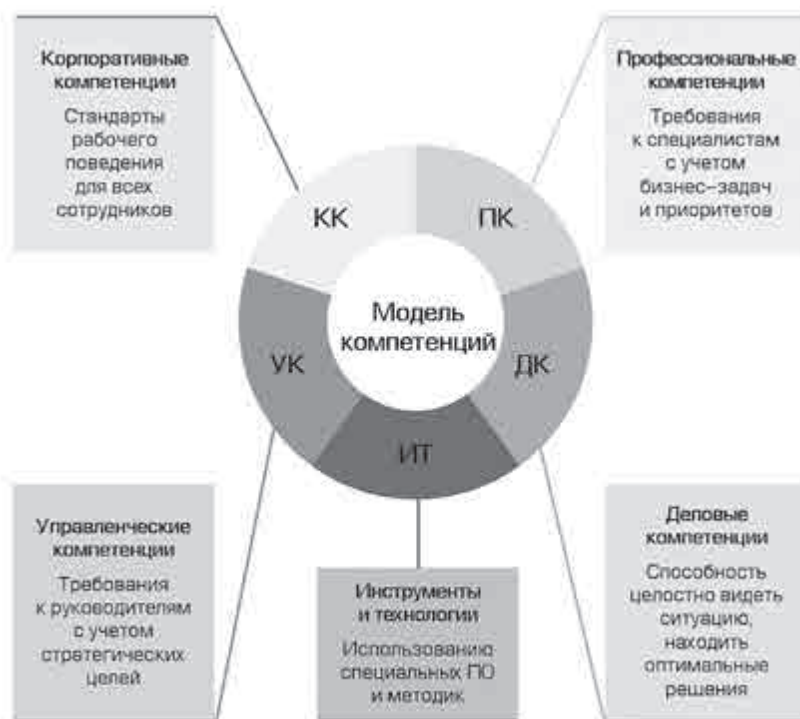 Корпоративные
компетенции
Стандарты
рабочего
поведения
для всех
сотрудников
Профессиональные
компетенции
Требования
к специалистам
с учетом
бизнес–задач
и приоритетов
КК
ПК
Модель
компетенций
УК
ДК
ИТ
Управленческие
компетенции
Требования
к руководителям
с учетом
стратегических
целей
Инструменты
и технологии
Использованию
специальных ПО
и методик
Деловые
компетенции
Способность
целостно видеть
ситуацию,
находить
оптимальные
решения